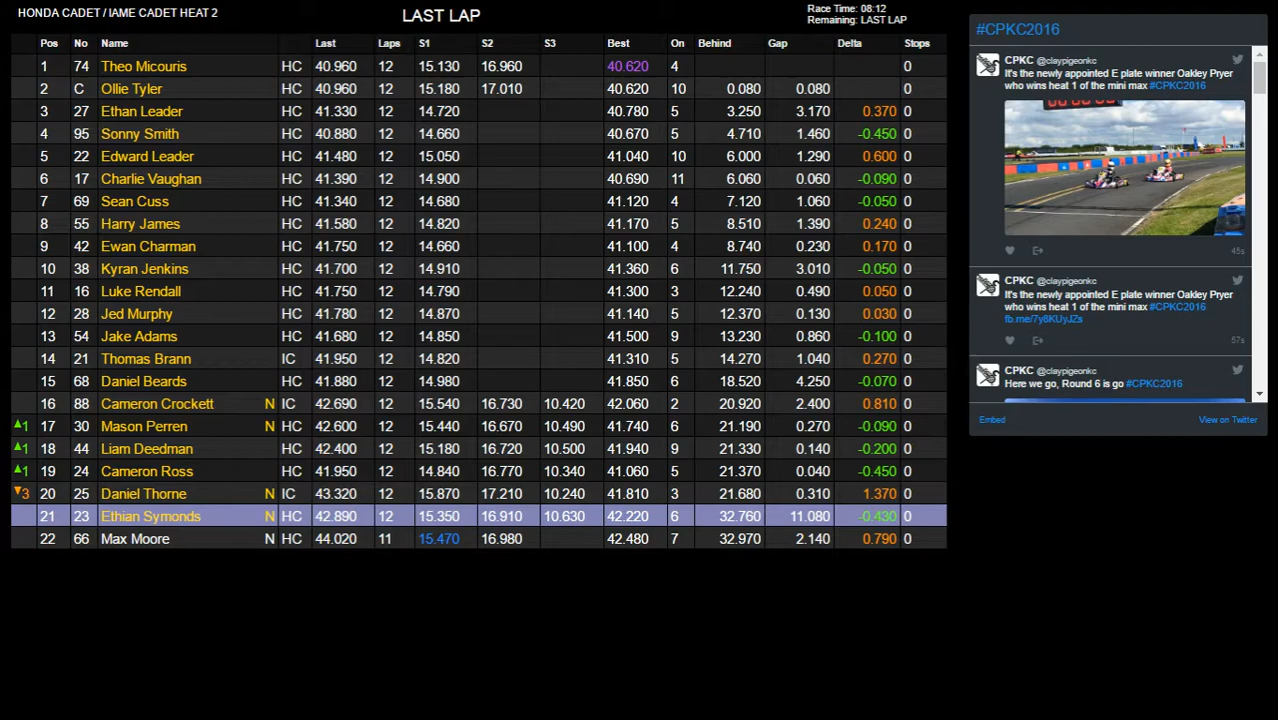 HONDA CADET / IAME CADET HEAT 2
LAST LAP
Race Time: 08:12
Remaining: LAST LAP
Pos No Name Last Laps S1 S2 S3 Best On Behind Gap Delta Stops
1 74 Theo Micouris HC 40.960 12 15.130 16.960 40.620 4 0
2 C Ollie Tyler HC 40.960 12 15.180 17.010 40.620 10 0.080 0.080 0
3 27 Ethan Leader HC 41.330 12 14.720 40.780 5 3.250 3.170 0.370 0
4 95 Sonny Smith HC 40.880 12 14.660 40.670 5 4.710 1.460 -0.450 0
5 22 Edward Leader HC 41.480 12 15.050 41.040 10 6.000 1.290 0.600 0
6 17 Charlie Vaughan HC 41.390 12 14.900 40.690 11 6.060 0.060 -0.090 0
7 69 Sean Cuss HC 41.340 12 14.680 41.120 4 7.120 1.060 -0.050 0
8 55 Harry James HC 41.580 12 14.820 41.170 5 8.510 1.390 0.240 0
9 42 Ewan Charman HC 41.750 12 14.660 41.100 4 8.740 0.230 0.170 0
10 38 Kyran Jenkins HC 41.700 12 14.910 41.360 6 11.750 3.010 -0.050 0
11 16 Luke Rendall HC 41.750 12 14.790 41.300 3 12.240 0.490 0.050 0
12 28 Jed Murphy HC 41.780 12 14.870 41.140 5 12.370 0.130 0.030 0
13 54 Jake Adams HC 41.680 12 14.850 41.500 9 13.230 0.860 -0.100 0
14 21 Thomas Brann IC 41.950 12 14.820 41.310 5 14.270 1.040 0.270 0
15 68 Daniel Beards HC 41.880 12 14.980 41.850 6 18.520 4.250 -0.070 0
16 88 Cameron Crockett N IC 42.690 12 15.540 16.730 10.420 42.060 2 20.920 2.400 0.810 0
▲1 17 30 Mason Perren N HC 42.600 12 15.440 16.670 10.490 41.740 6 21.190 0.270 -0.090 0
▲1 18 44 Liam Deedman HC 42.400 12 15.180 16.720 10.500 41.940 9 21.330 0.140 -0.200 0
▲1 19 24 Cameron Ross HC 41.950 12 14.840 16.770 10.340 41.060 5 21.370 0.040 -0.450 0
▼3 20 25 Daniel Thorne N IC 43.320 12 15.870 17.210 10.240 41.810 3 21.680 0.310 1.370 0
21 23 Ethian Symonds N HC 42.890 12 15.350 16.910 10.630 42.220 6 32.760 11.080 -0.430 0
22 66 Max Moore N HC 44.020 11 15.470 16.980 42.480 7 32.970 2.140 0.790 0
#CPKC2016
CPKC @claypigeonkc
It's the newly appointed E plate winner Oakley Pryer
who wins heat 1 of the mini max #CPKC2016
45s
CPKC @claypigeonkc
It's the newly appointed E plate winner Oakley Pryer
who wins heat 1 of the mini max #CPKC2016
fb.me/7y8KUyJZs
57s
CPKC @claypigeonkc
Here we go, Round 6 is go #CPKC2016
Embed
View on Twitter